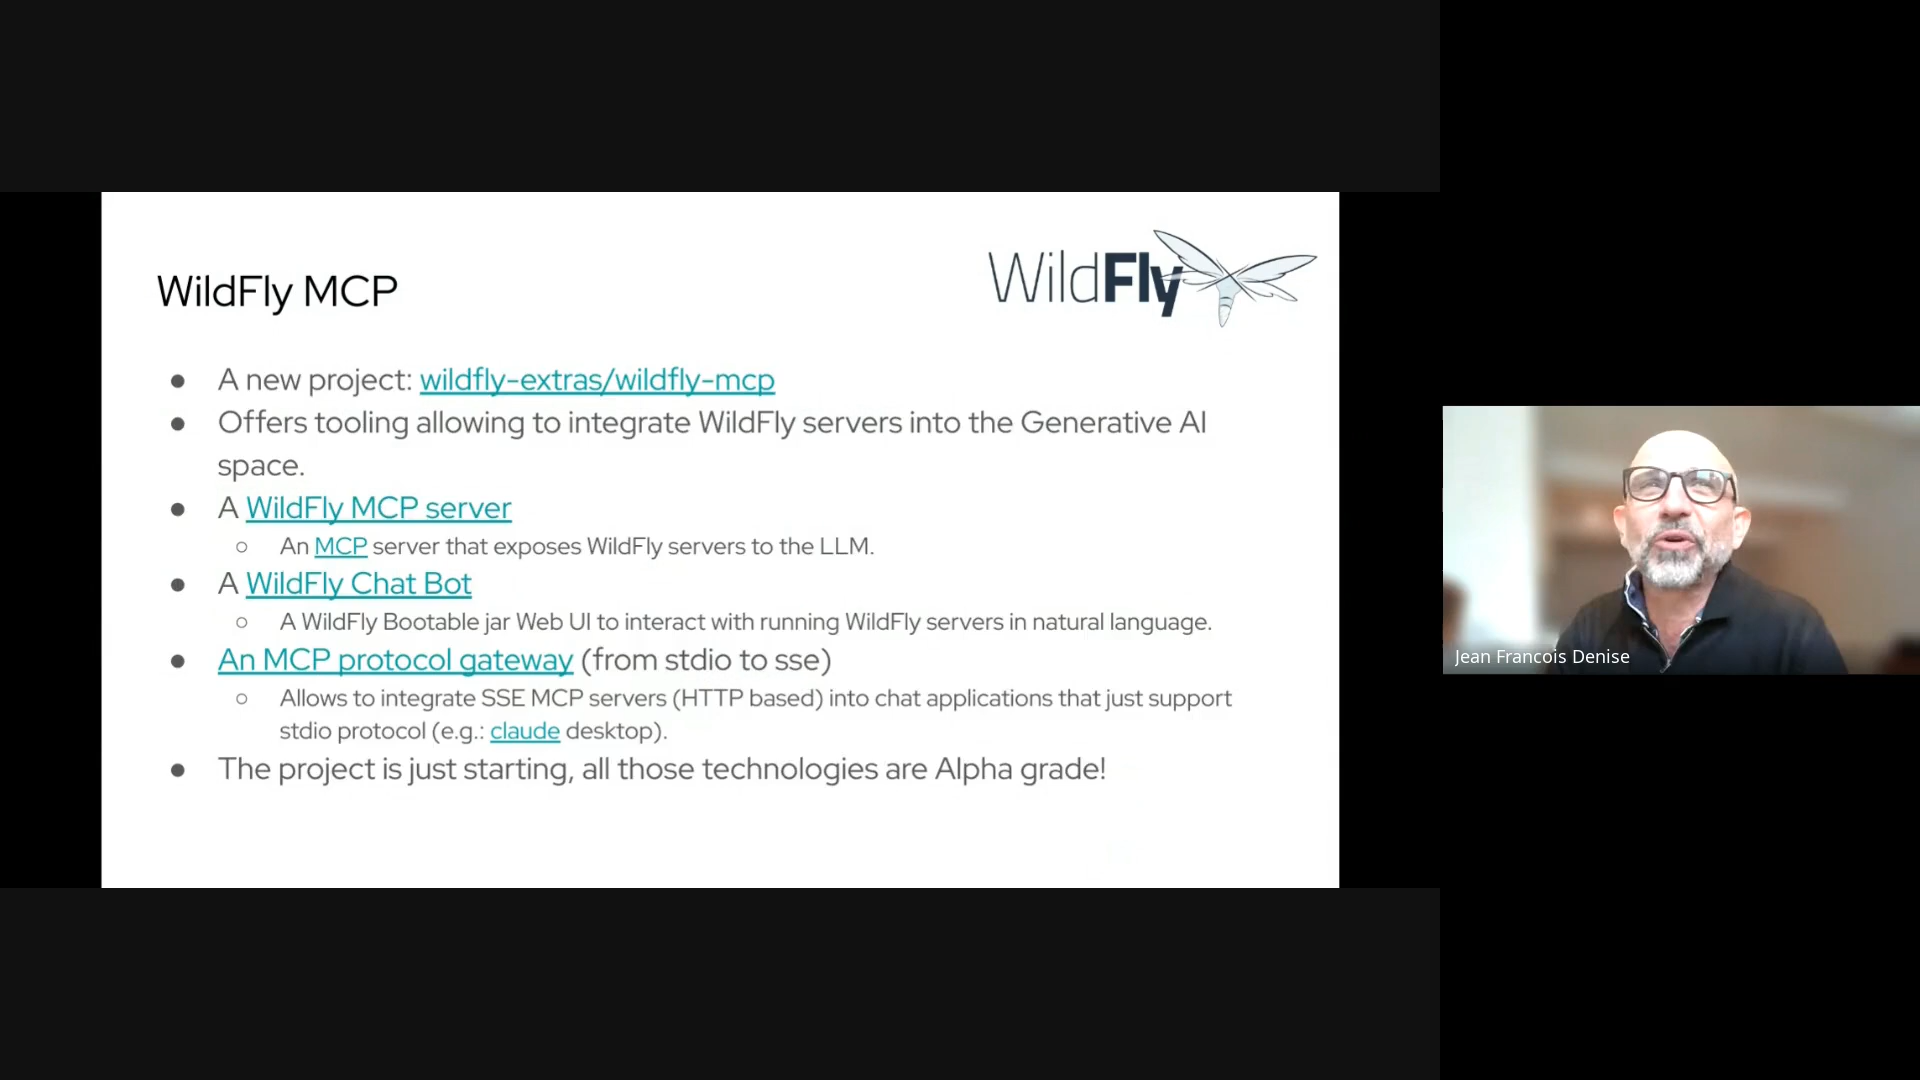 WildFly MCP
WildFly
● A new project: wildfly-extras/wildfly-mcp
● Offers tooling allowing to integrate WildFly servers into the Generative AI
space.
● A WildFly MCP server
○ An MCP server that exposes WildFly servers to the LLM.
● A WildFly Chat Bot
○ A WildFly Bootable jar Web UI to interact with running WildFly servers in natural language.
● An MCP protocol gateway (from stdio to sse)
○ Allows to integrate SSE MCP servers (HTTP based) into chat applications that just support
stdio protocol (e.g.: claude desktop).
● The project is just starting, all those technologies are Alpha grade!
Jean Francois Denise